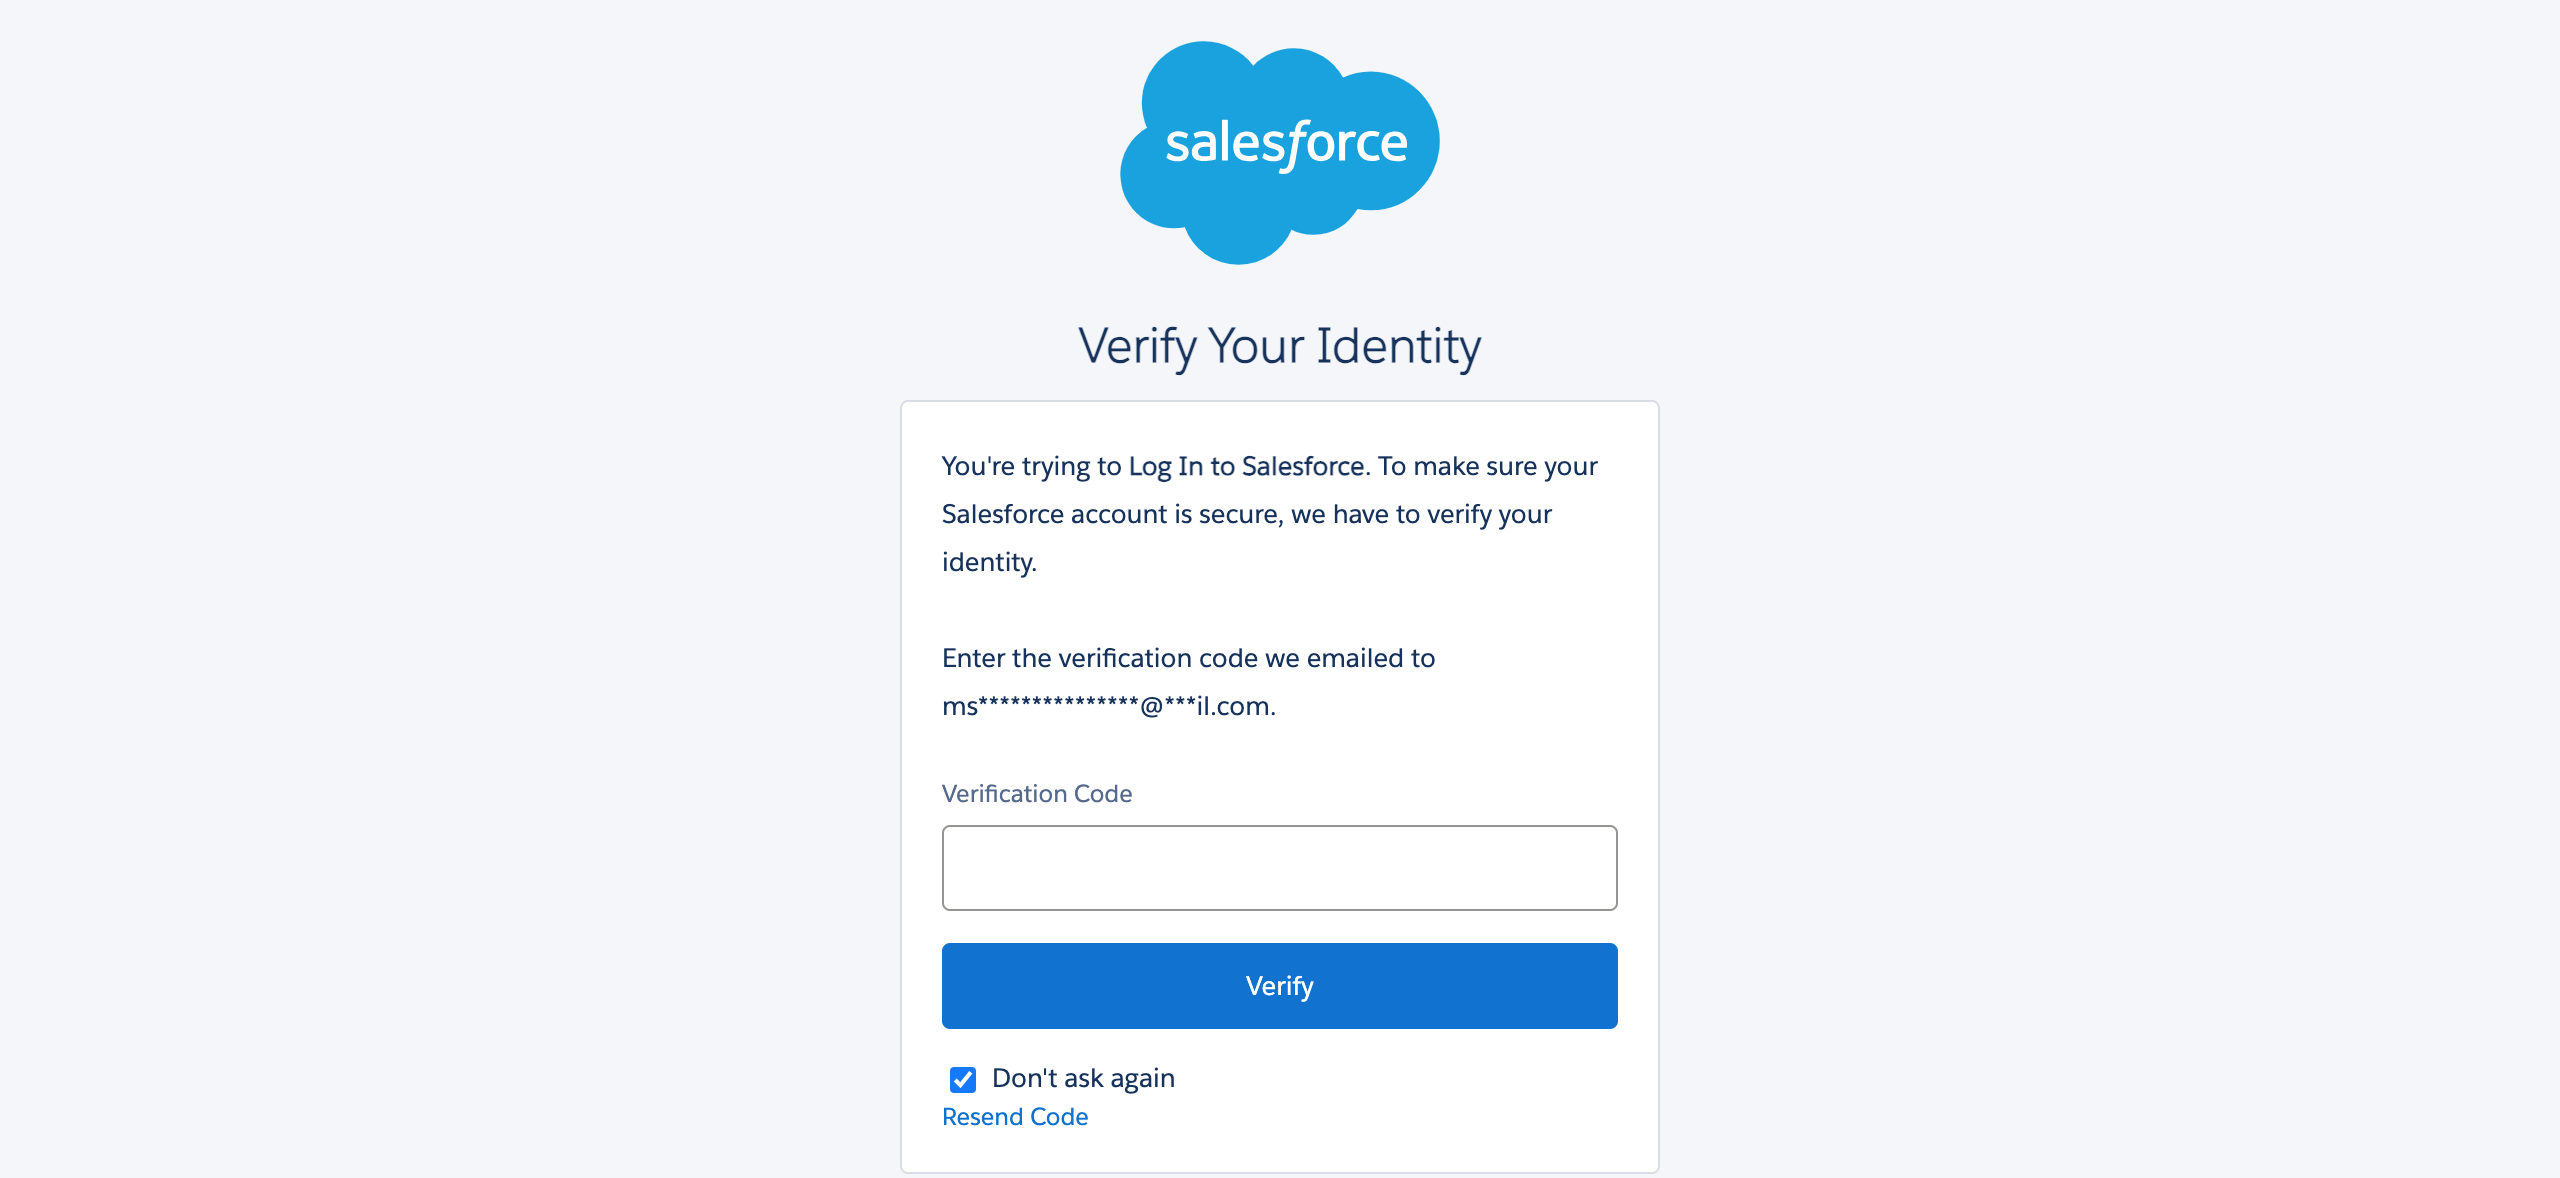 salesforce
Verify Your Identity
You're trying to Log In to Salesforce. To make sure your
Salesforce account is secure, we have to verify your
identity.
Enter the verification code we emailed to
ms***************@***il.com.
Verification Code
Verify
Don't ask again
Resend Code